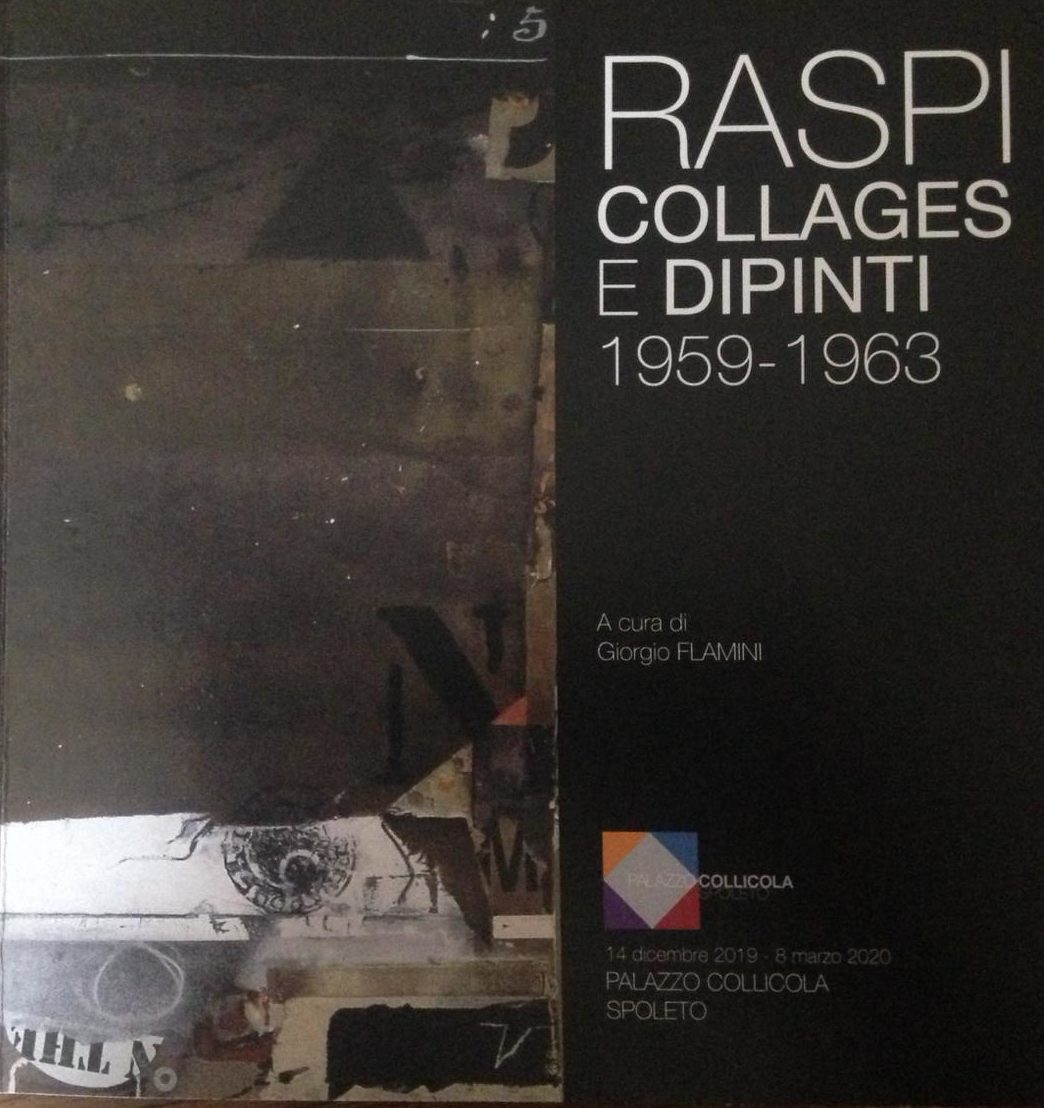 : 5
RASPI
COLLAGES
E DIPINTI
1959-1963
A cura di
Giorgio FLAMINI
PALAZZO COLLICOLA
SPOLETO
14 dicembre 2019 - 8 marzo 2020
PALAZZO COLLICOLA
SPOLETO
V